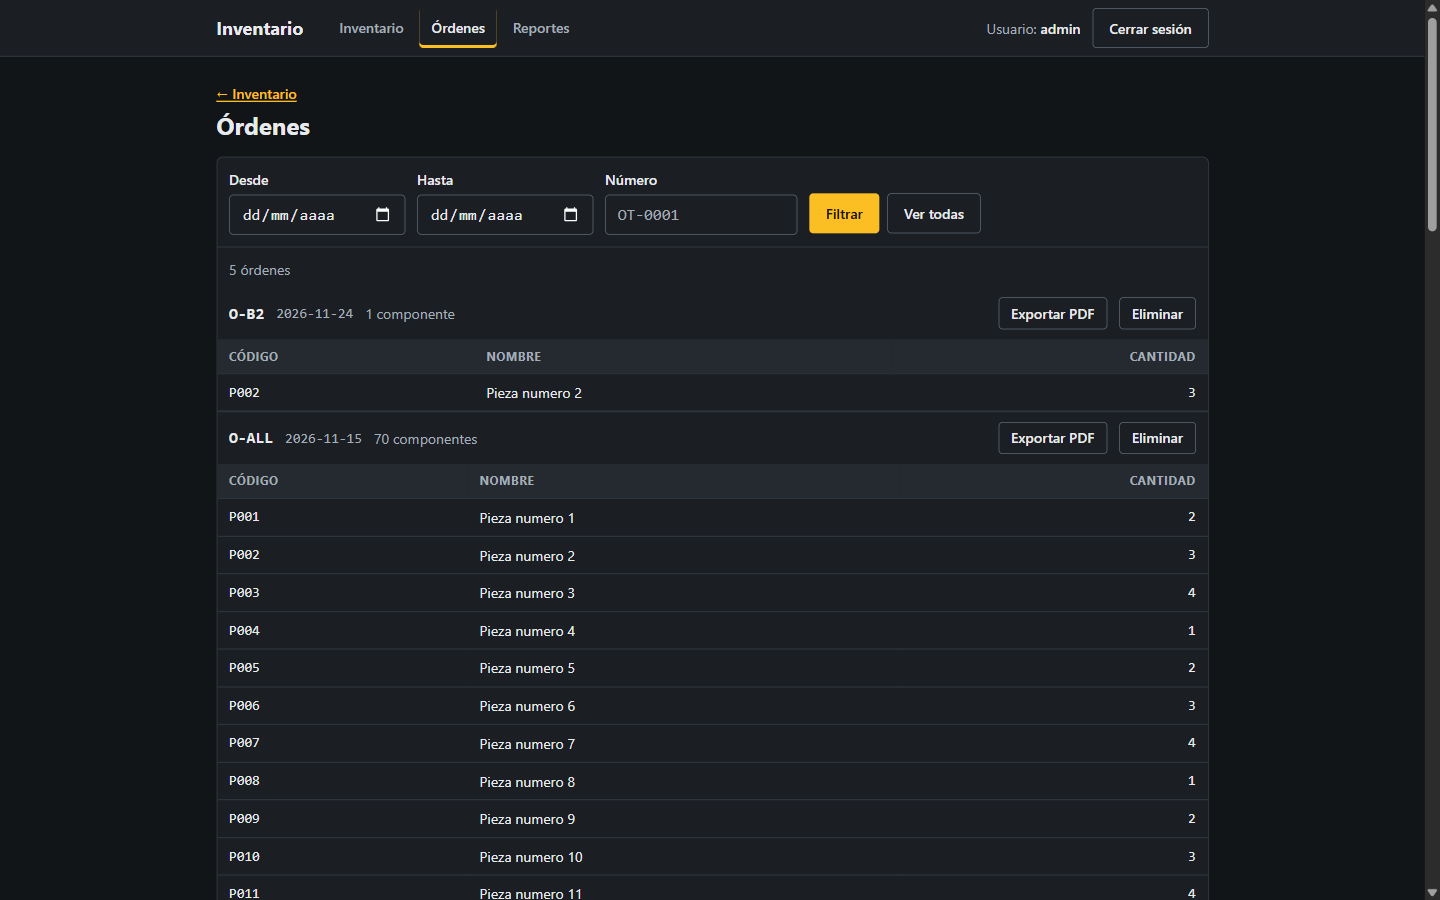 Inventario Inventario Órdenes Reportes Usuario: admin Cerrar sesión
← Inventario
Órdenes
Desde Hasta Número
dd/mm/aaaa dd/mm/aaaa OT-0001 Filtrar Ver todas
5 órdenes
O-B2 2026-11-24 1 componente Exportar PDF Eliminar
CÓDIGO NOMBRE CANTIDAD
P002 Pieza numero 2 3
O-ALL 2026-11-15 70 componentes Exportar PDF Eliminar
CÓDIGO NOMBRE CANTIDAD
P001 Pieza numero 1 2
P002 Pieza numero 2 3
P003 Pieza numero 3 4
P004 Pieza numero 4 1
P005 Pieza numero 5 2
P006 Pieza numero 6 3
P007 Pieza numero 7 4
P008 Pieza numero 8 1
P009 Pieza numero 9 2
P010 Pieza numero 10 3
P011 Pieza numero 11 4